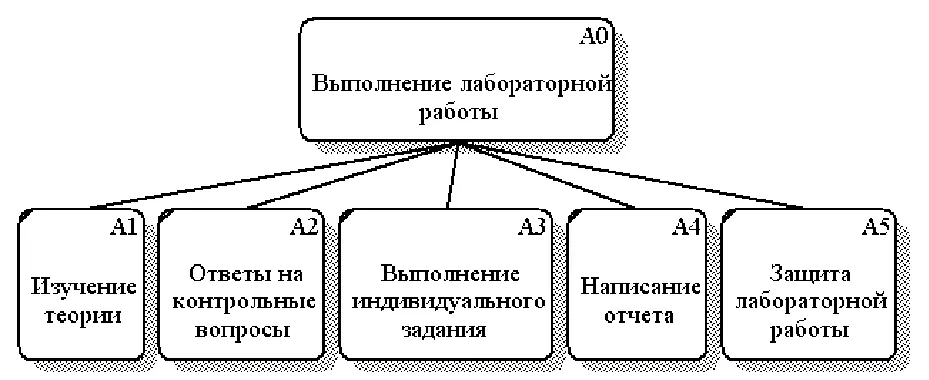 A0
Выполнение лабораторной
работы
A1
Изучение
теории
A2
Ответы на
контрольные
вопросы
A3
Выполнение
индивидуального
задания
A4
Написание
отчета
A5
Защита
лабораторной
работы